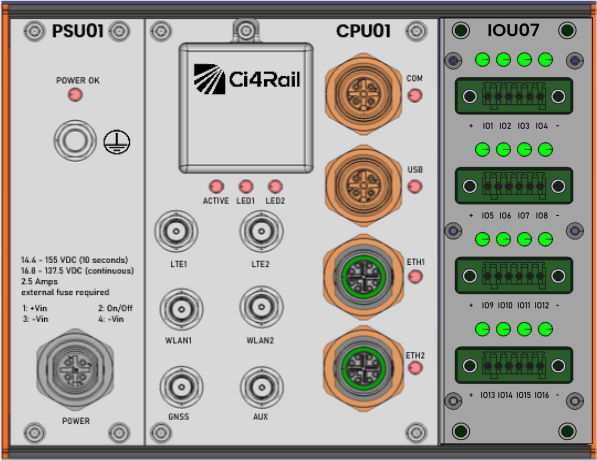 PSU01
POWER OK
14.4 - 155 VDC (10 seconds)
16.8 - 137.5 VDC (continuous)
2.5 Amps
external fuse required
1: +Vin 2: On/Off
3: -Vin 4: -Vin
POWER
CPU01
Ci4Rail
ACTIVE LED1 LED2
LTE1 LTE2
WLAN1 WLAN2
GNSS AUX
COM
USB
ETH1
ETH2
IOU07
+ IO1 IO2 IO3 IO4 -
+ IO5 IO6 IO7 IO8 -
+ IO9 IO10 IO11 IO12 -
+ IO13 IO14 IO15 IO16 -